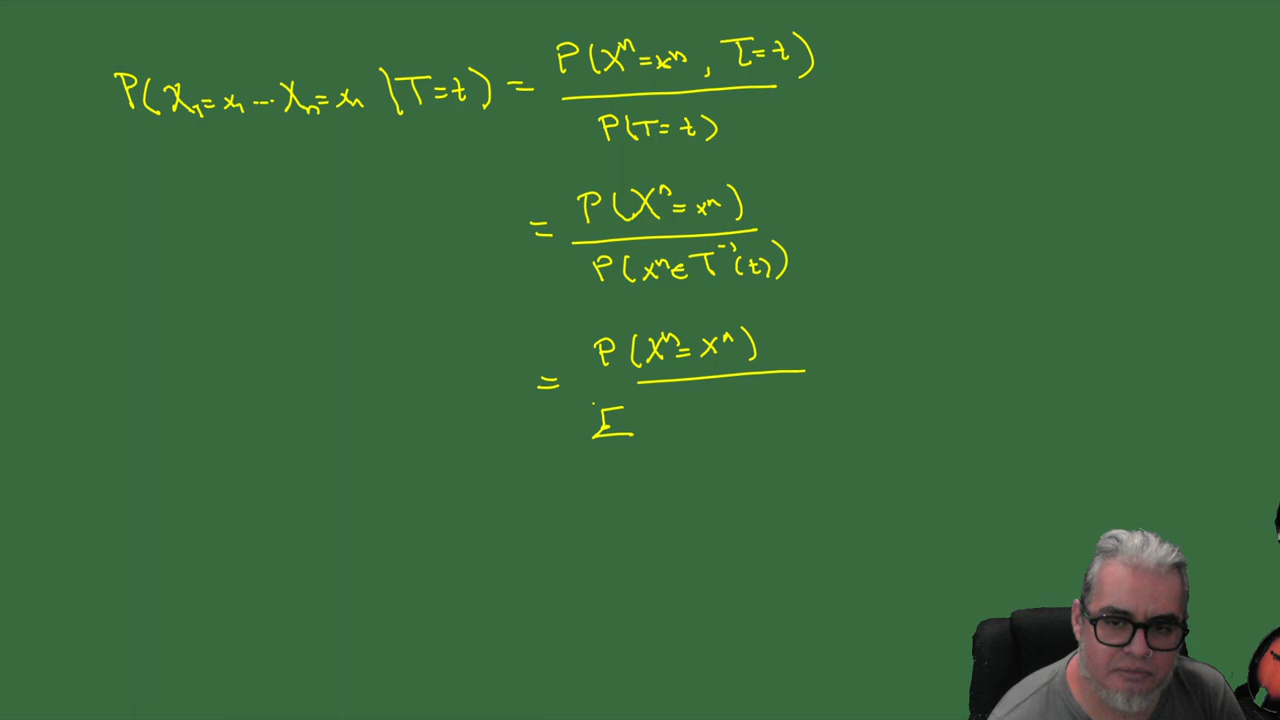 P(X₁=x₁ ... Xₙ=xₙ | T=t) = P(Xⁿ=xⁿ, T=t)
P(T=t)
= P(Xⁿ=xⁿ)
P(xⁿ∈T⁻¹(t))
= P(Xⁿ=xⁿ)
Σ